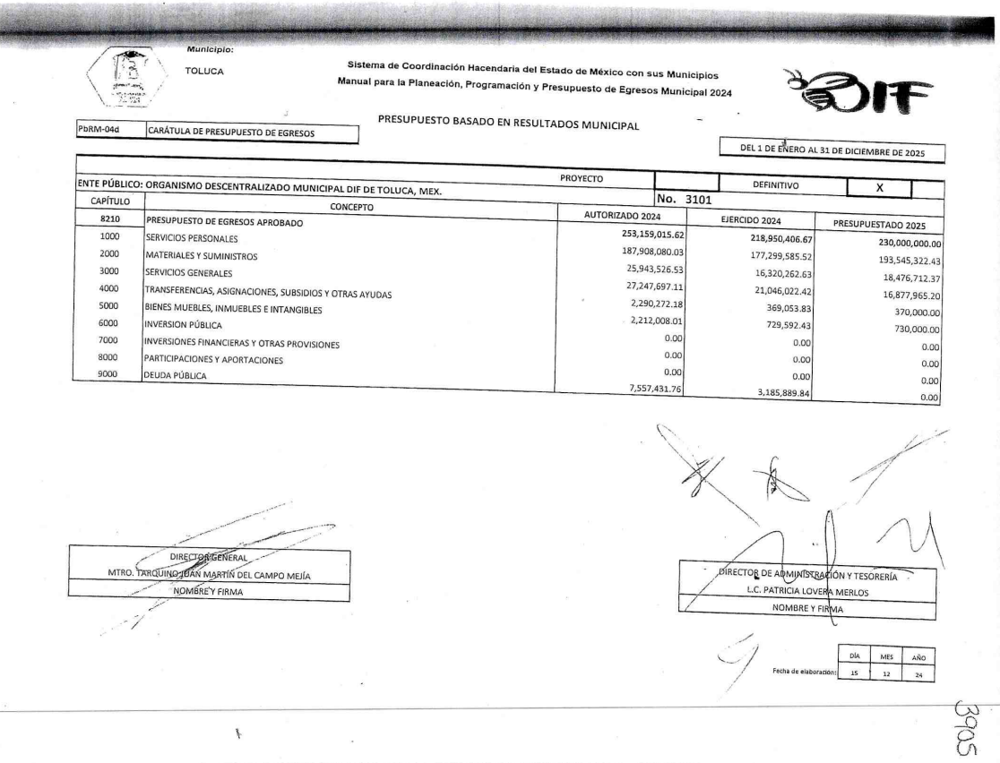 Municipio:
TOLUCA
Sistema de Coordinación Hacendaria del Estado de México con sus Municipios
Manual para la Planeación, Programación y Presupuesto de Egresos Municipal 2024
DIF
PRESUPUESTO BASADO EN RESULTADOS MUNICIPAL
PbRM-04d CARÁTULA DE PRESUPUESTO DE EGRESOS
DEL 1 DE ENERO AL 31 DE DICIEMBRE DE 2025
PROYECTO DEFINITIVO X
ENTE PÚBLICO: ORGANISMO DESCENTRALIZADO MUNICIPAL DIF DE TOLUCA, MEX. No. 3101
CAPÍTULO CONCEPTO AUTORIZADO 2024 EJERCIDO 2024 PRESUPUESTADO 2025
8210 PRESUPUESTO DE EGRESOS APROBADO 253,159,015.62 218,950,406.67 230,000,000.00
1000 SERVICIOS PERSONALES 187,908,080.03 177,299,585.52 193,545,322.43
2000 MATERIALES Y SUMINISTROS 25,943,526.53 16,320,262.63 18,476,712.37
3000 SERVICIOS GENERALES 27,247,697.11 21,046,022.42 16,877,965.20
4000 TRANSFERENCIAS, ASIGNACIONES, SUBSIDIOS Y OTRAS AYUDAS 2,290,272.18 369,053.83 370,000.00
5000 BIENES MUEBLES, INMUEBLES E INTANGIBLES 2,212,008.01 729,592.43 730,000.00
6000 INVERSION PÚBLICA 0.00 0.00 0.00
7000 INVERSIONES FINANCIERAS Y OTRAS PROVISIONES 0.00 0.00 0.00
8000 PARTICIPACIONES Y APORTACIONES 0.00 0.00 0.00
9000 DEUDA PÚBLICA 7,557,431.76 3,185,889.84 0.00
DIRECTOR GENERAL
MTRO. TARQUINO JUAN MARTÍN DEL CAMPO MEJÍA
NOMBRE Y FIRMA
DIRECTOR DE ADMINISTRACIÓN Y TESORERÍA
L.C. PATRICIA LOVERA MERLOS
NOMBRE Y FIRMA
DÍA MES AÑO
Fecha de elaboración: 15 12 24
3905